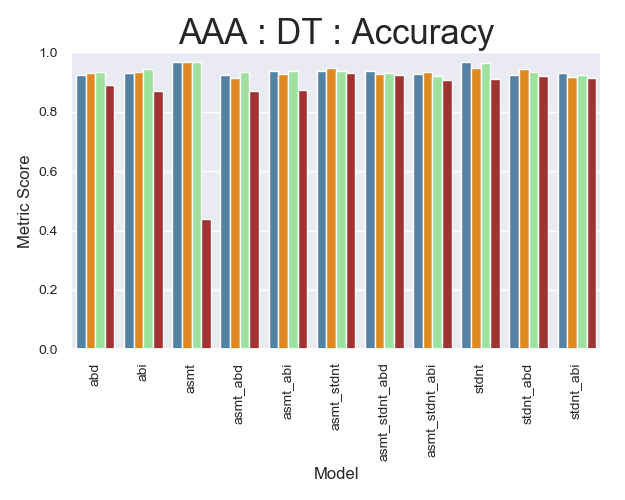 AAA : DT : Accuracy
Metric Score
1.0
0.8
0.6
0.4
0.2
0.0
abd
abi
asmt
asmt_abd
asmt_abi
asmt_stdnt
asmt_stdnt_abd
asmt_stdnt_abi
stdnt
stdnt_abd
stdnt_abi
Model